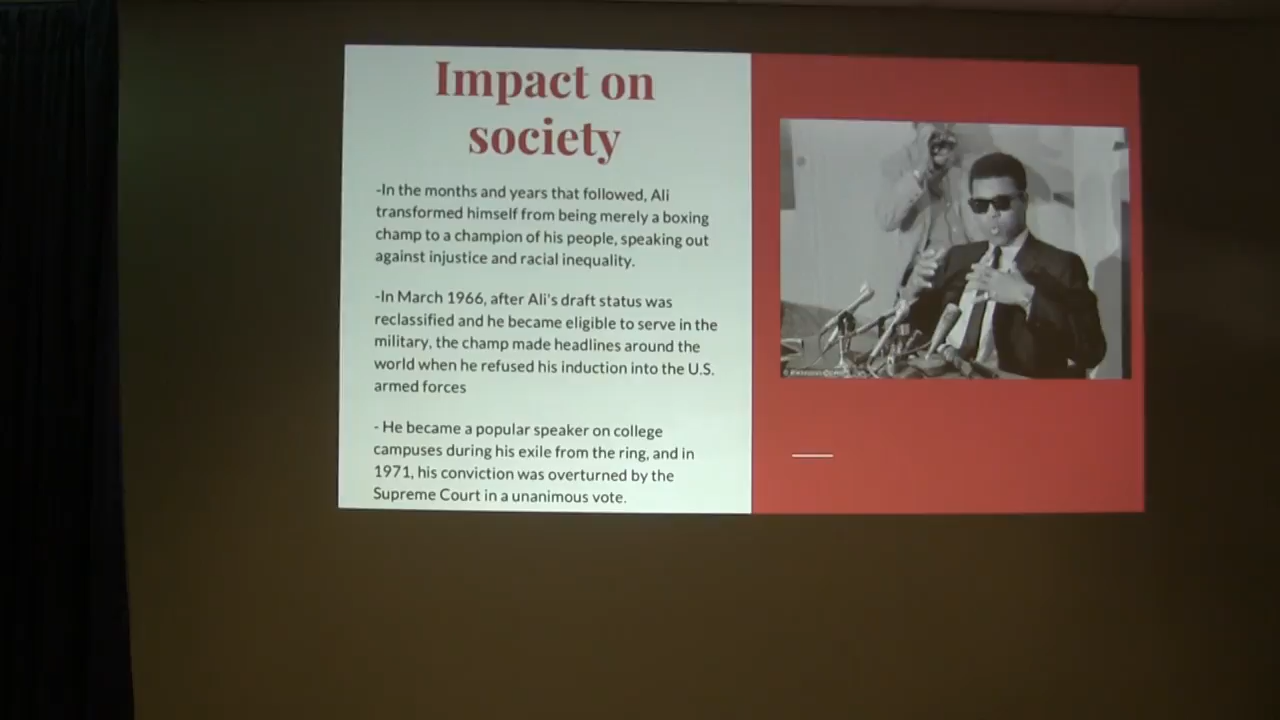 Impact on
society
-In the months and years that followed, Ali
transformed himself from being merely a boxing
champ to a champion of his people, speaking out
against injustice and racial inequality.
-In March 1966, after Ali's draft status was
reclassified and he became eligible to serve in the
military, the champ made headlines around the
world when he refused his induction into the U.S.
armed forces
- He became a popular speaker on college
campuses during his exile from the ring, and in
1971, his conviction was overturned by the
Supreme Court in a unanimous vote.